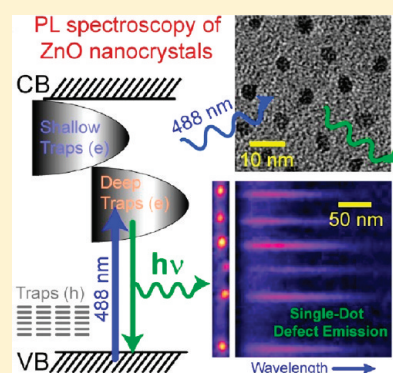 PL spectroscopy of
ZnO nanocrystals
CB
Shallow
Traps (e)
Deep
Traps (e)
488 nm
hν
Traps (h)
VB
488 nm
10 nm
50 nm
Single-Dot
Defect Emission
Wavelength